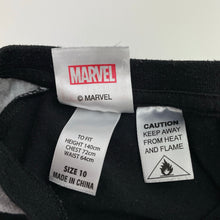 MARVEL
© MARVEL
TO FIT
HEIGHT 140cm
CHEST 72cm
WAIST 64cm
SIZE 10
MADE IN CHINA
CAUTION
KEEP AWAY
FROM HEAT
AND FLAME